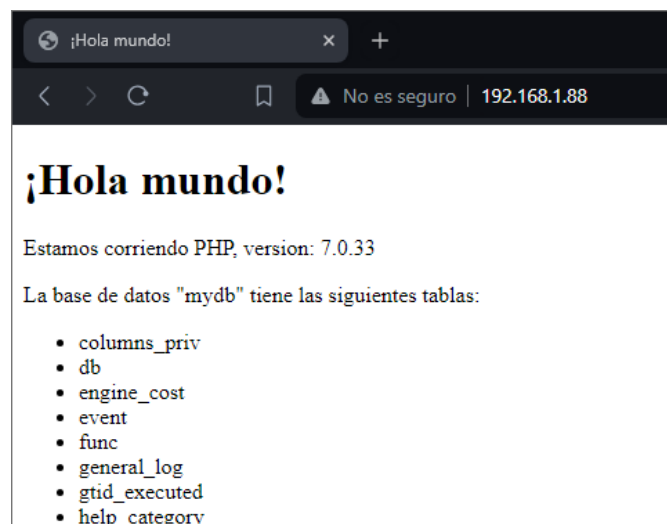 ¡Hola mundo!
No es seguro | 192.168.1.88
¡Hola mundo!
Estamos corriendo PHP, version: 7.0.33
La base de datos "mydb" tiene las siguientes tablas:
• columns_priv
• db
• engine_cost
• event
• func
• general_log
• gtid_executed
• help_category